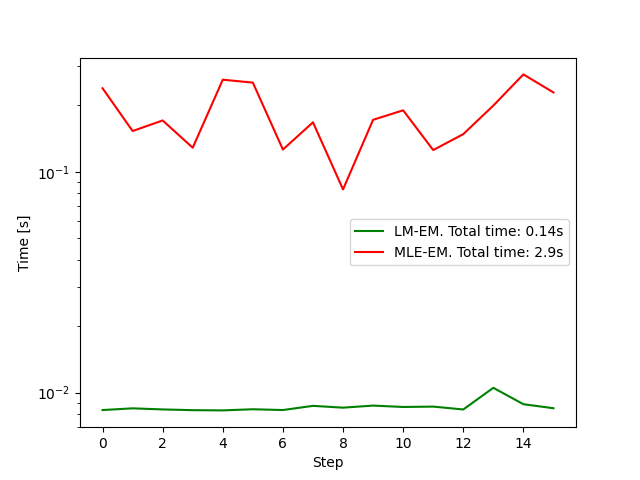 Time [s]
10⁻¹
10⁻²
LM-EM. Total time: 0.14s
MLE-EM. Total time: 2.9s
0 2 4 6 8 10 12 14
Step